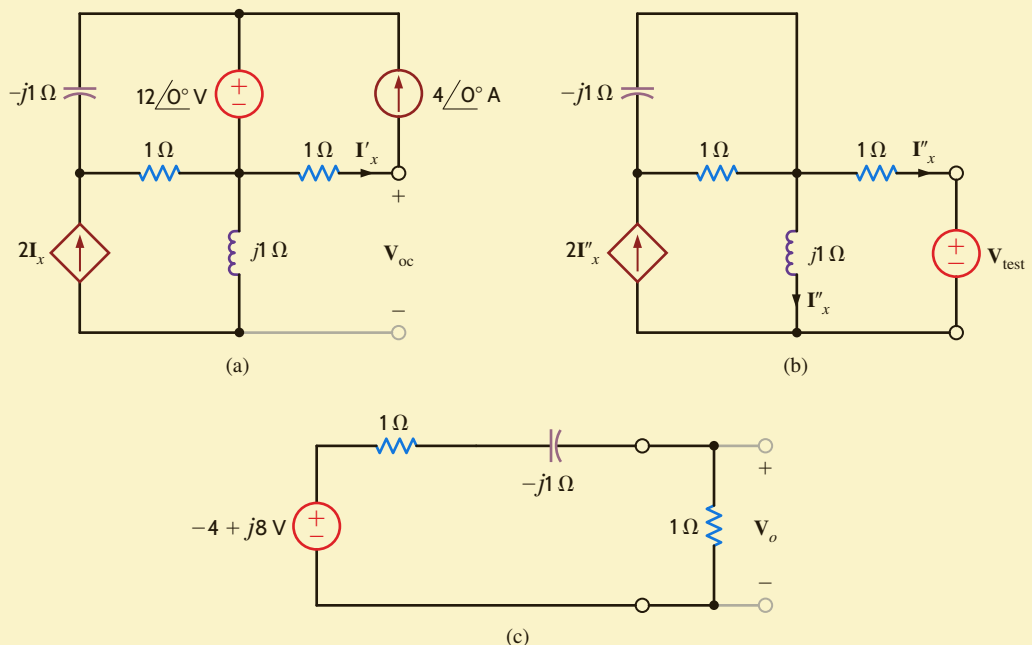 −j1 Ω
12/0° V
+
−
4/0° A
1 Ω
1 Ω
I′x
+
2Ix
j1 Ω
Voc
−
(a)
−j1 Ω
1 Ω
1 Ω
I″x
2I″x
j1 Ω
I″x
+
−
Vtest
(b)
1 Ω
−j1 Ω
−4 + j8 V
+
−
1 Ω
+
Vo
−
(c)